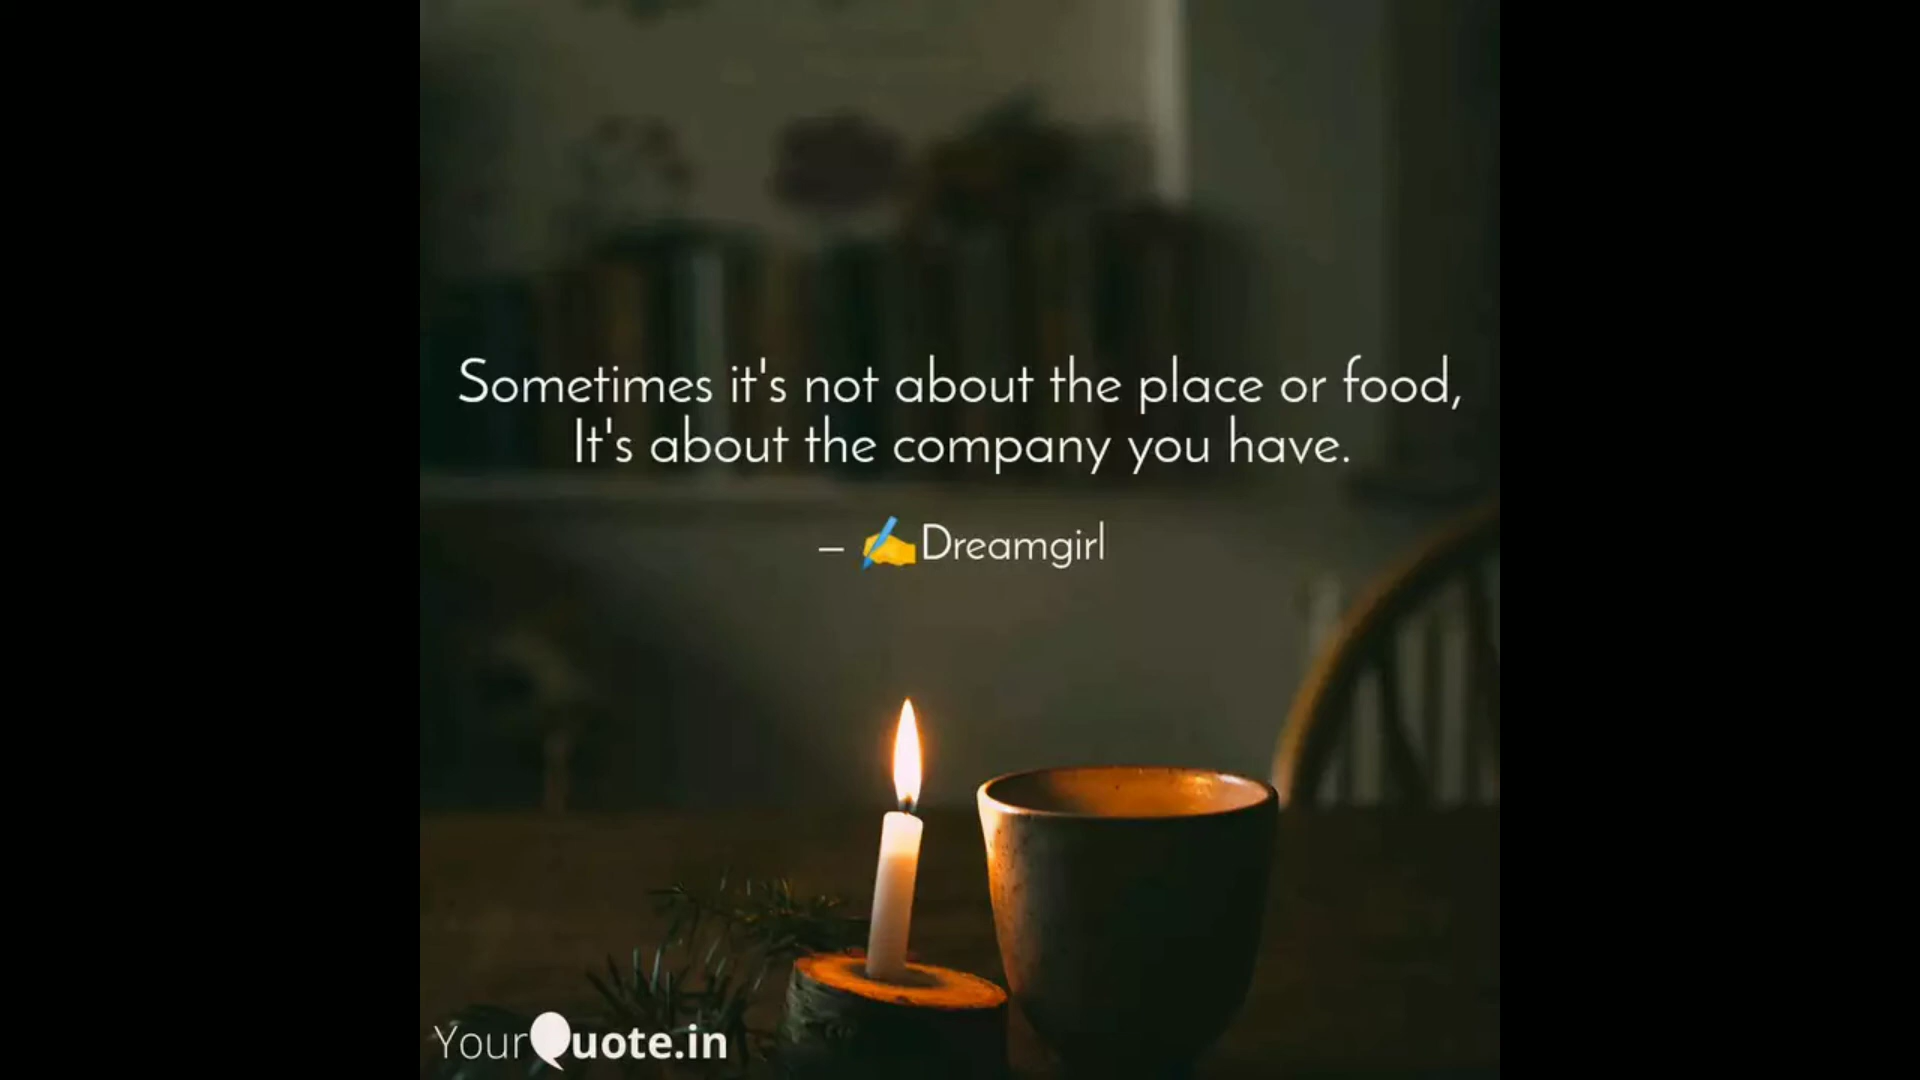 Sometimes it's not about the place or food,
It's about the company you have.
– ✍Dreamgirl
YourQuote.in